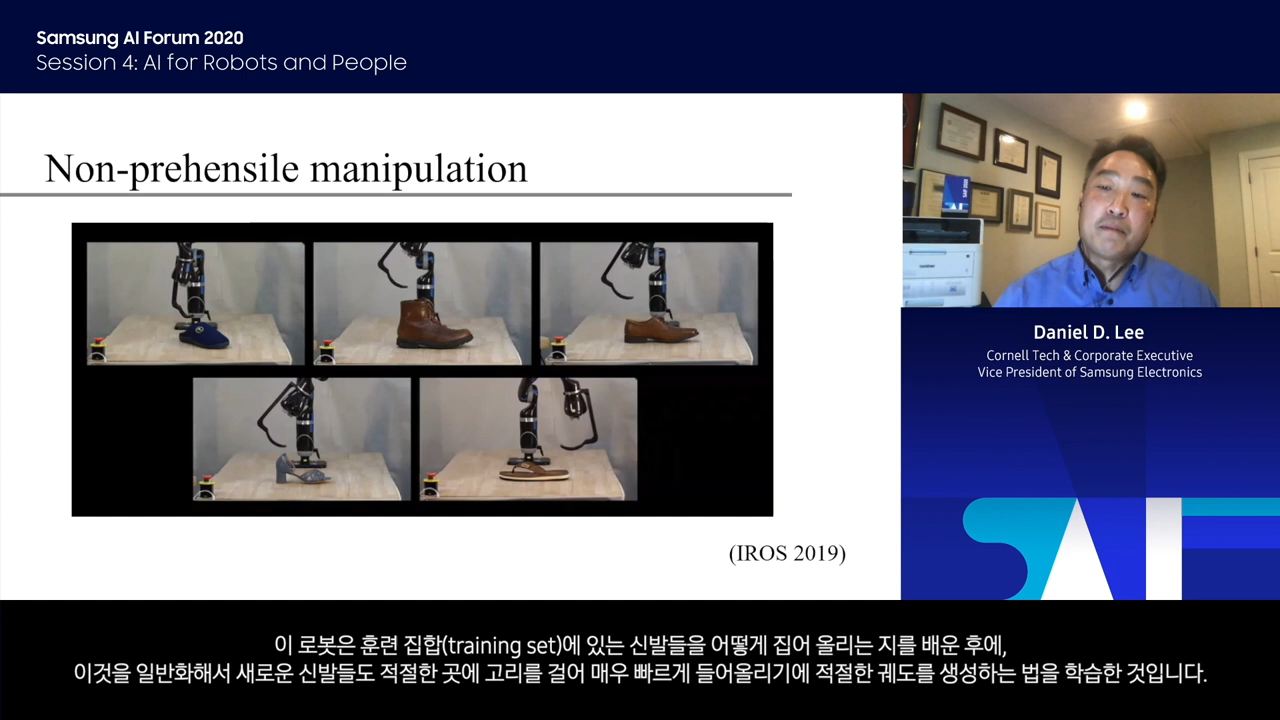 Samsung AI Forum 2020
Session 4: AI for Robots and People
Non-prehensile manipulation
(IROS 2019)
Daniel D. Lee
Cornell Tech & Corporate Executive
Vice President of Samsung Electronics
SAIF
이 로봇은 훈련 집합(training set)에 있는 신발들을 어떻게 집어 올리는 지를 배운 후에,
이것을 일반화해서 새로운 신발들도 적절한 곳에 고리를 걸어 매우 빠르게 들어올리기에 적절한 궤도를 생성하는 법을 학습한 것입니다.